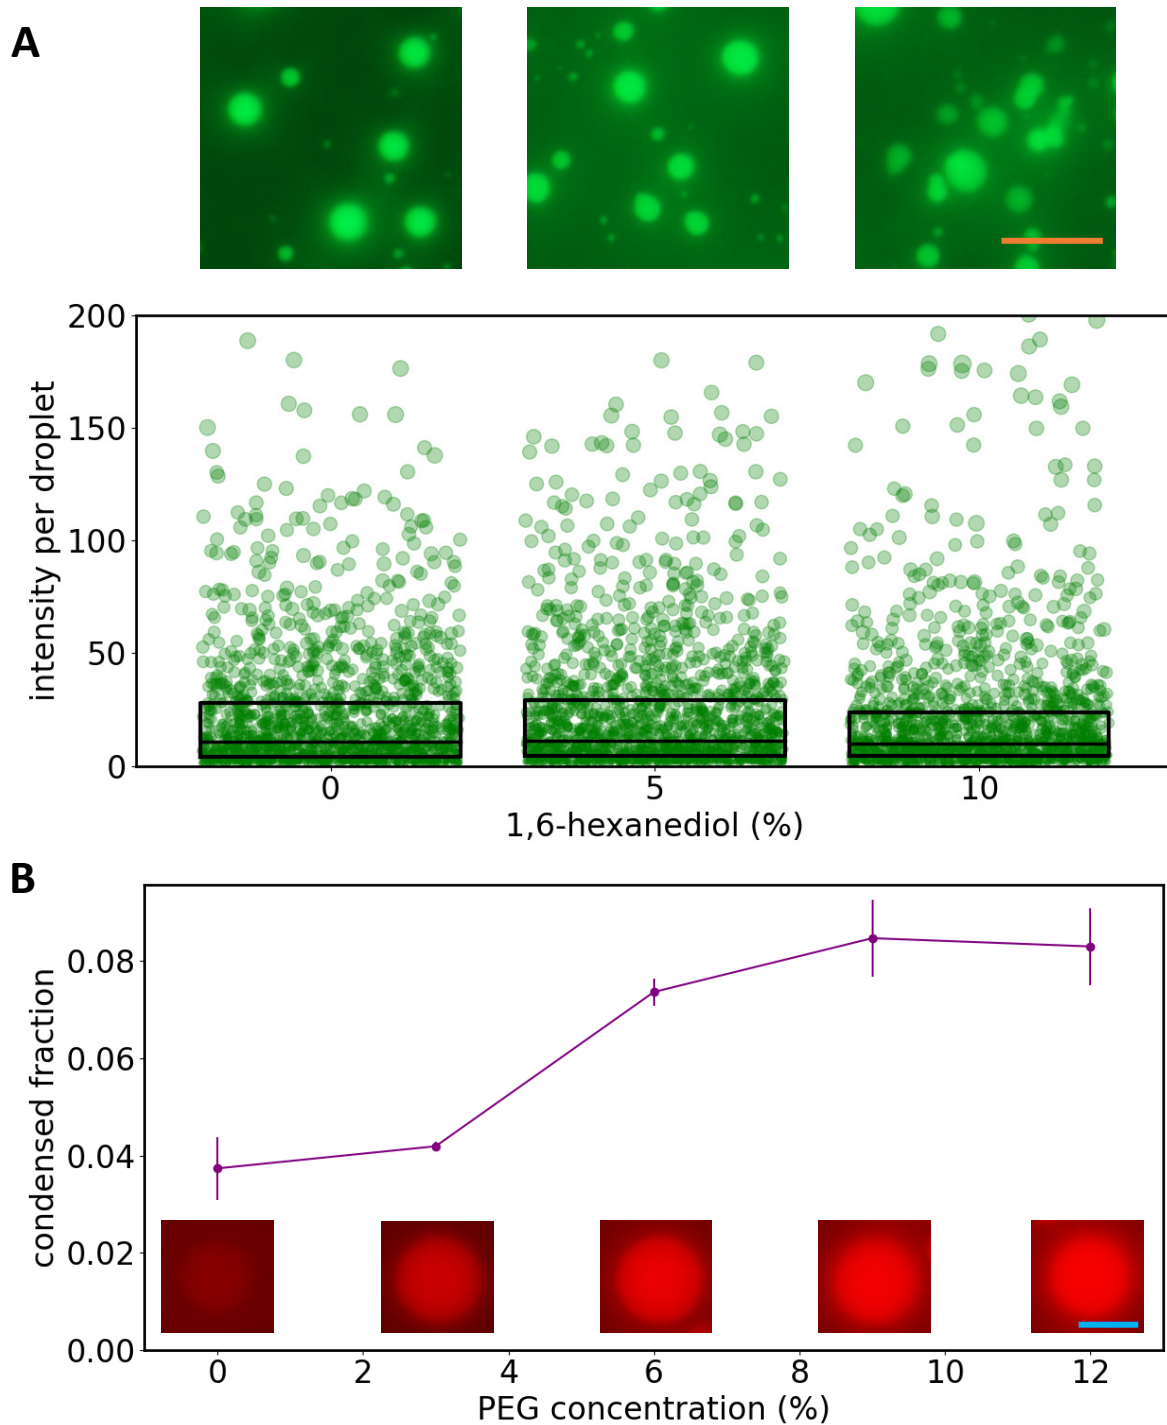 A
200
150
100
50
0
intensity per droplet
0 5 10
1,6-hexanediol (%)
B
0.08
0.06
0.04
0.02
0.00
condensed fraction
0 2 4 6 8 10 12
PEG concentration (%)